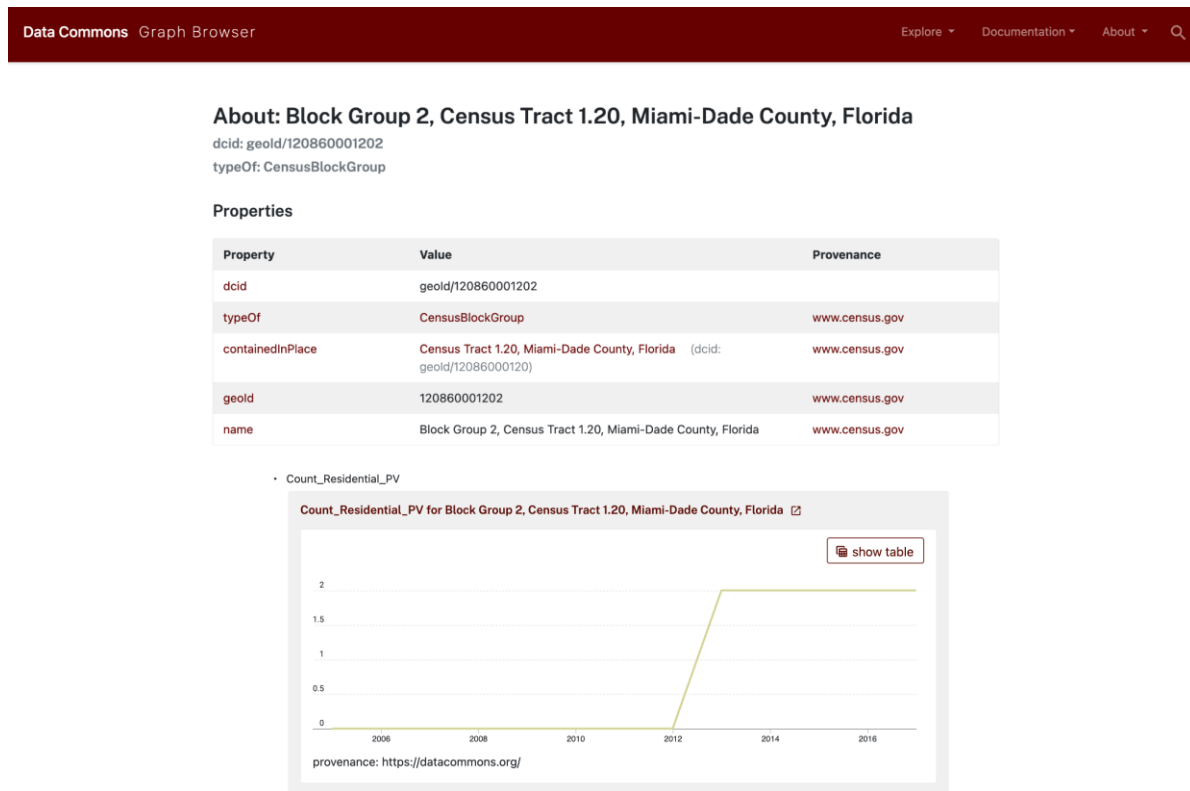 Data Commons Graph Browser Explore Documentation About
About: Block Group 2, Census Tract 1.20, Miami-Dade County, Florida
dcid: geoId/120860001202
typeOf: CensusBlockGroup
Properties
Property Value Provenance
dcid geoId/120860001202
typeOf CensusBlockGroup www.census.gov
containedInPlace Census Tract 1.20, Miami-Dade County, Florida (dcid: www.census.gov
geoId/12086000120)
geoId 120860001202 www.census.gov
name Block Group 2, Census Tract 1.20, Miami-Dade County, Florida www.census.gov
• Count_Residential_PV
Count_Residential_PV for Block Group 2, Census Tract 1.20, Miami-Dade County, Florida
show table
2
1.5
1
0.5
0
2006 2008 2010 2012 2014 2016
provenance: https://datacommons.org/